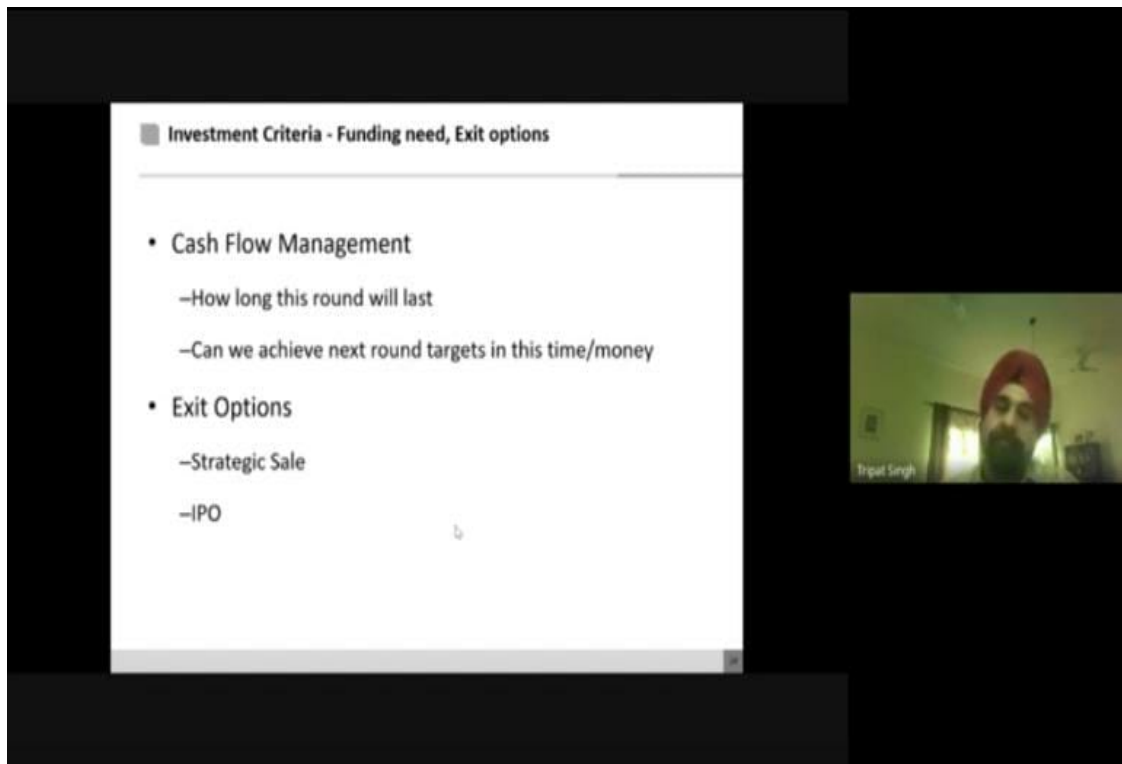 Investment Criteria - Funding need, Exit options
• Cash Flow Management
–How long this round will last
–Can we achieve next round targets in this time/money
• Exit Options
–Strategic Sale
–IPO
Tripat Singh